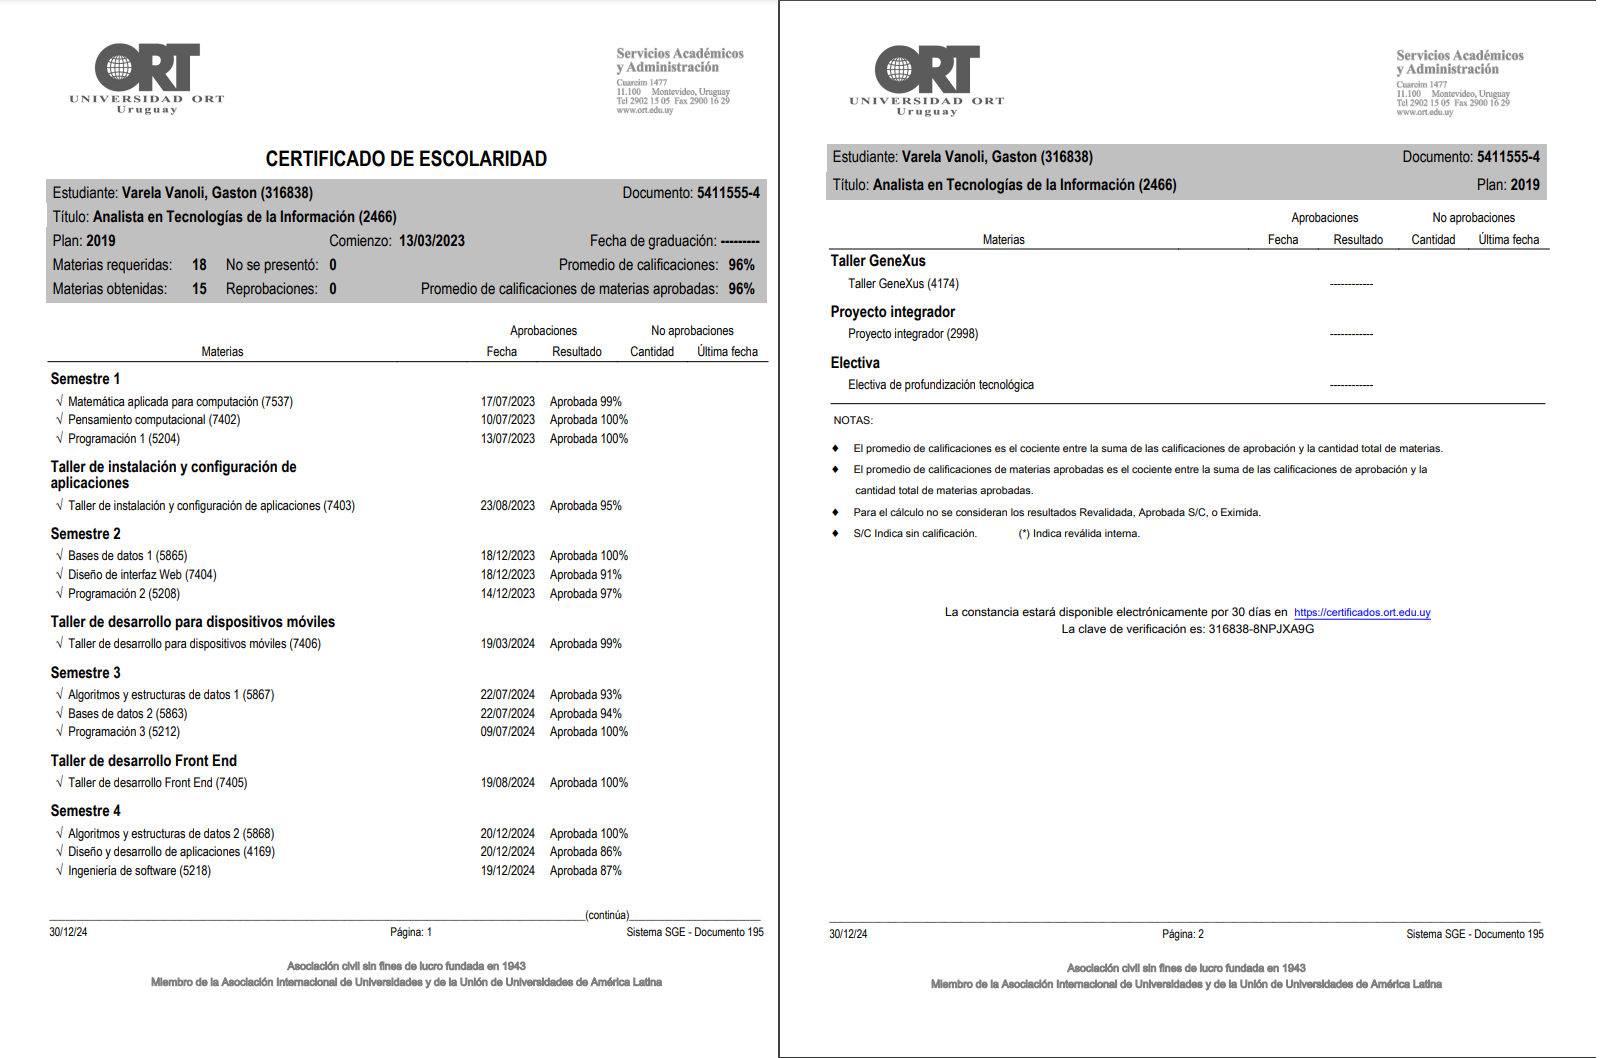 ORT
UNIVERSIDAD ORT
Uruguay
Servicios Académicos
y Administración
Cuareim 1477
11.100 Montevideo, Uruguay
Tel 2902 15 05 Fax 2900 16 29
www.ort.edu.uy
CERTIFICADO DE ESCOLARIDAD
Estudiante: Varela Vanoli, Gaston (316838) Documento: 5411555-4
Título: Analista en Tecnologías de la Información (2466)
Plan: 2019 Comienzo: 13/03/2023 Fecha de graduación: ---------
Materias requeridas: 18 No se presentó: 0 Promedio de calificaciones: 96%
Materias obtenidas: 15 Reprobaciones: 0 Promedio de calificaciones de materias aprobadas: 96%
Aprobaciones No aprobaciones
Materias Fecha Resultado Cantidad Última fecha
Semestre 1
√ Matemática aplicada para computación (7537) 17/07/2023 Aprobada 99%
√ Pensamiento computacional (7402) 10/07/2023 Aprobada 100%
√ Programación 1 (5204) 13/07/2023 Aprobada 100%
Taller de instalación y configuración de
aplicaciones
√ Taller de instalación y configuración de aplicaciones (7403) 23/08/2023 Aprobada 95%
Semestre 2
√ Bases de datos 1 (5865) 18/12/2023 Aprobada 100%
√ Diseño de interfaz Web (7404) 18/12/2023 Aprobada 91%
√ Programación 2 (5208) 14/12/2023 Aprobada 97%
Taller de desarrollo para dispositivos móviles
√ Taller de desarrollo para dispositivos móviles (7406) 19/03/2024 Aprobada 99%
Semestre 3
√ Algoritmos y estructuras de datos 1 (5867) 22/07/2024 Aprobada 93%
√ Bases de datos 2 (5863) 22/07/2024 Aprobada 94%
√ Programación 3 (5212) 09/07/2024 Aprobada 100%
Taller de desarrollo Front End
√ Taller de desarrollo Front End (7405) 19/08/2024 Aprobada 100%
Semestre 4
√ Algoritmos y estructuras de datos 2 (5868) 20/12/2024 Aprobada 100%
√ Diseño y desarrollo de aplicaciones (4169) 20/12/2024 Aprobada 86%
√ Ingeniería de software (5218) 19/12/2024 Aprobada 87%
(continúa)
30/12/24 Página: 1 Sistema SGE - Documento 195
Asociación civil sin fines de lucro fundada en 1943
Miembro de la Asociación Internacional de Universidades y de la Unión de Universidades de América Latina
ORT
UNIVERSIDAD ORT
Uruguay
Servicios Académicos
y Administración
Cuareim 1477
11.100 Montevideo, Uruguay
Tel 2902 15 05 Fax 2900 16 29
www.ort.edu.uy
Estudiante: Varela Vanoli, Gaston (316838) Documento: 5411555-4
Título: Analista en Tecnologías de la Información (2466) Plan: 2019
Aprobaciones No aprobaciones
Materias Fecha Resultado Cantidad Última fecha
Taller GeneXus
Taller GeneXus (4174) ------------
Proyecto integrador
Proyecto integrador (2998) ------------
Electiva
Electiva de profundización tecnológica ------------
NOTAS:
♦ El promedio de calificaciones es el cociente entre la suma de las calificaciones de aprobación y la cantidad total de materias.
♦ El promedio de calificaciones de materias aprobadas es el cociente entre la suma de las calificaciones de aprobación y la
cantidad total de materias aprobadas.
♦ Para el cálculo no se consideran los resultados Revalidada, Aprobada S/C, o Eximida.
♦ S/C Indica sin calificación. (*) Indica reválida interna.
La constancia estará disponible electrónicamente por 30 días en https://certificados.ort.edu.uy
La clave de verificación es: 316838-8NPJXA9G
30/12/24 Página: 2 Sistema SGE - Documento 195
Asociación civil sin fines de lucro fundada en 1943
Miembro de la Asociación Internacional de Universidades y de la Unión de Universidades de América Latina